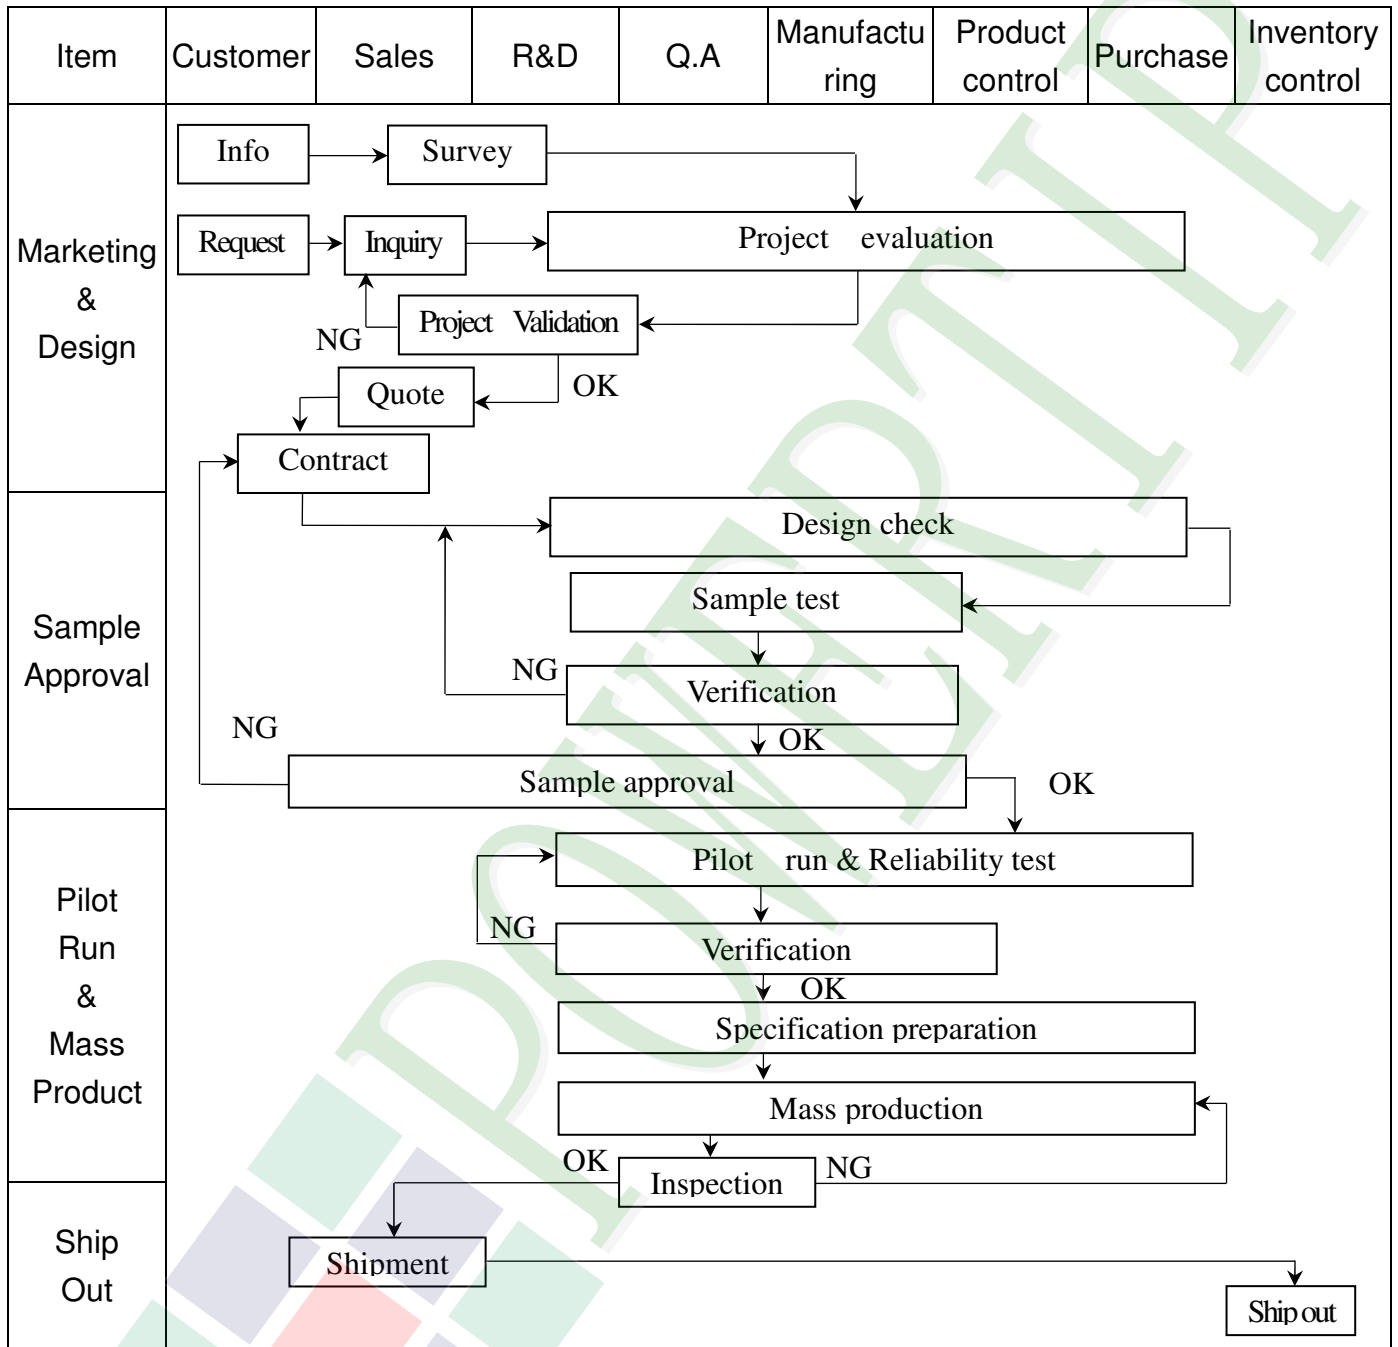 Item
Customer
Sales
R&D
Q.A
Manufactu
ring
Product
control
Purchase
Inventory
control
Marketing
&
Design
Info
Survey
Request
Inquiry
Project evaluation
Project Validation
NG
OK
Quote
Contract
Sample
Approval
Design check
Sample test
NG
Verification
NG
OK
Sample approval
OK
Pilot
Run
&
Mass
Product
Pilot run & Reliability test
NG
Verification
OK
Specification preparation
Mass production
OK
Inspection
NG
Ship
Out
Shipment
Ship out
POWERTIP